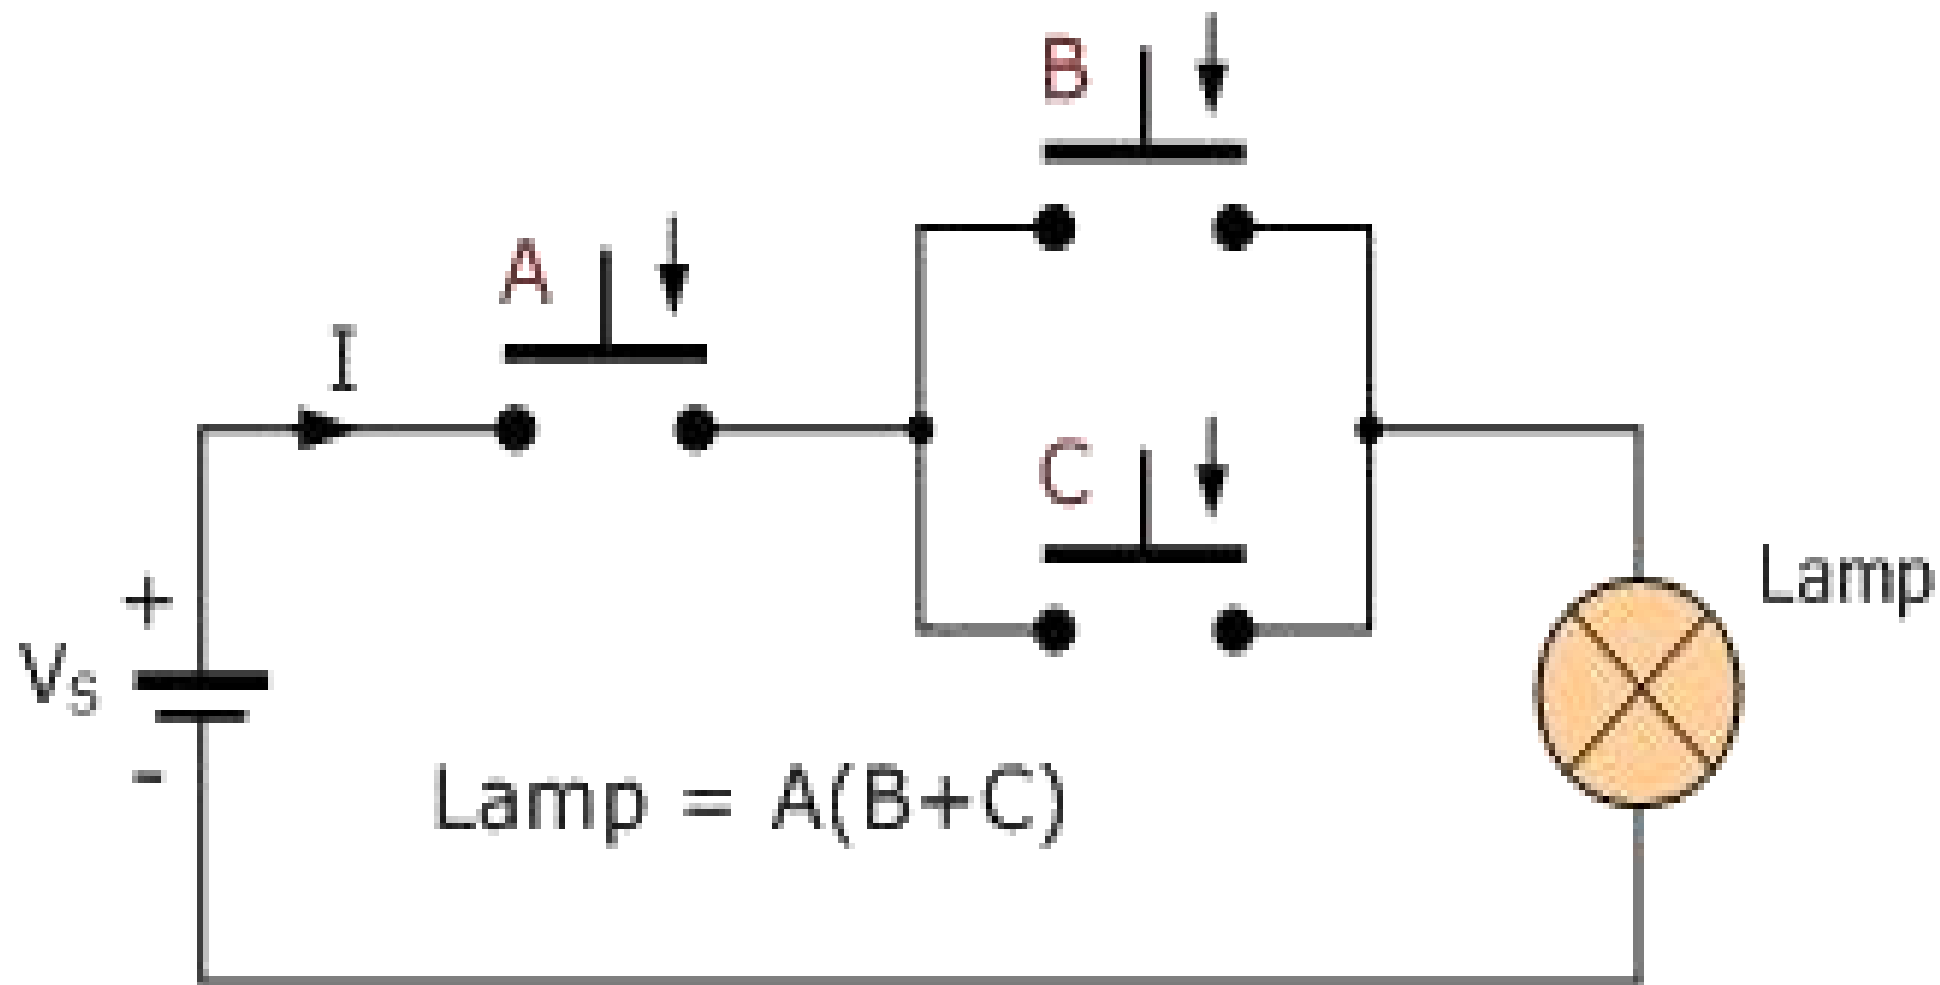 B
A
I
C
+
Lamp
VS
-
Lamp = A(B+C)